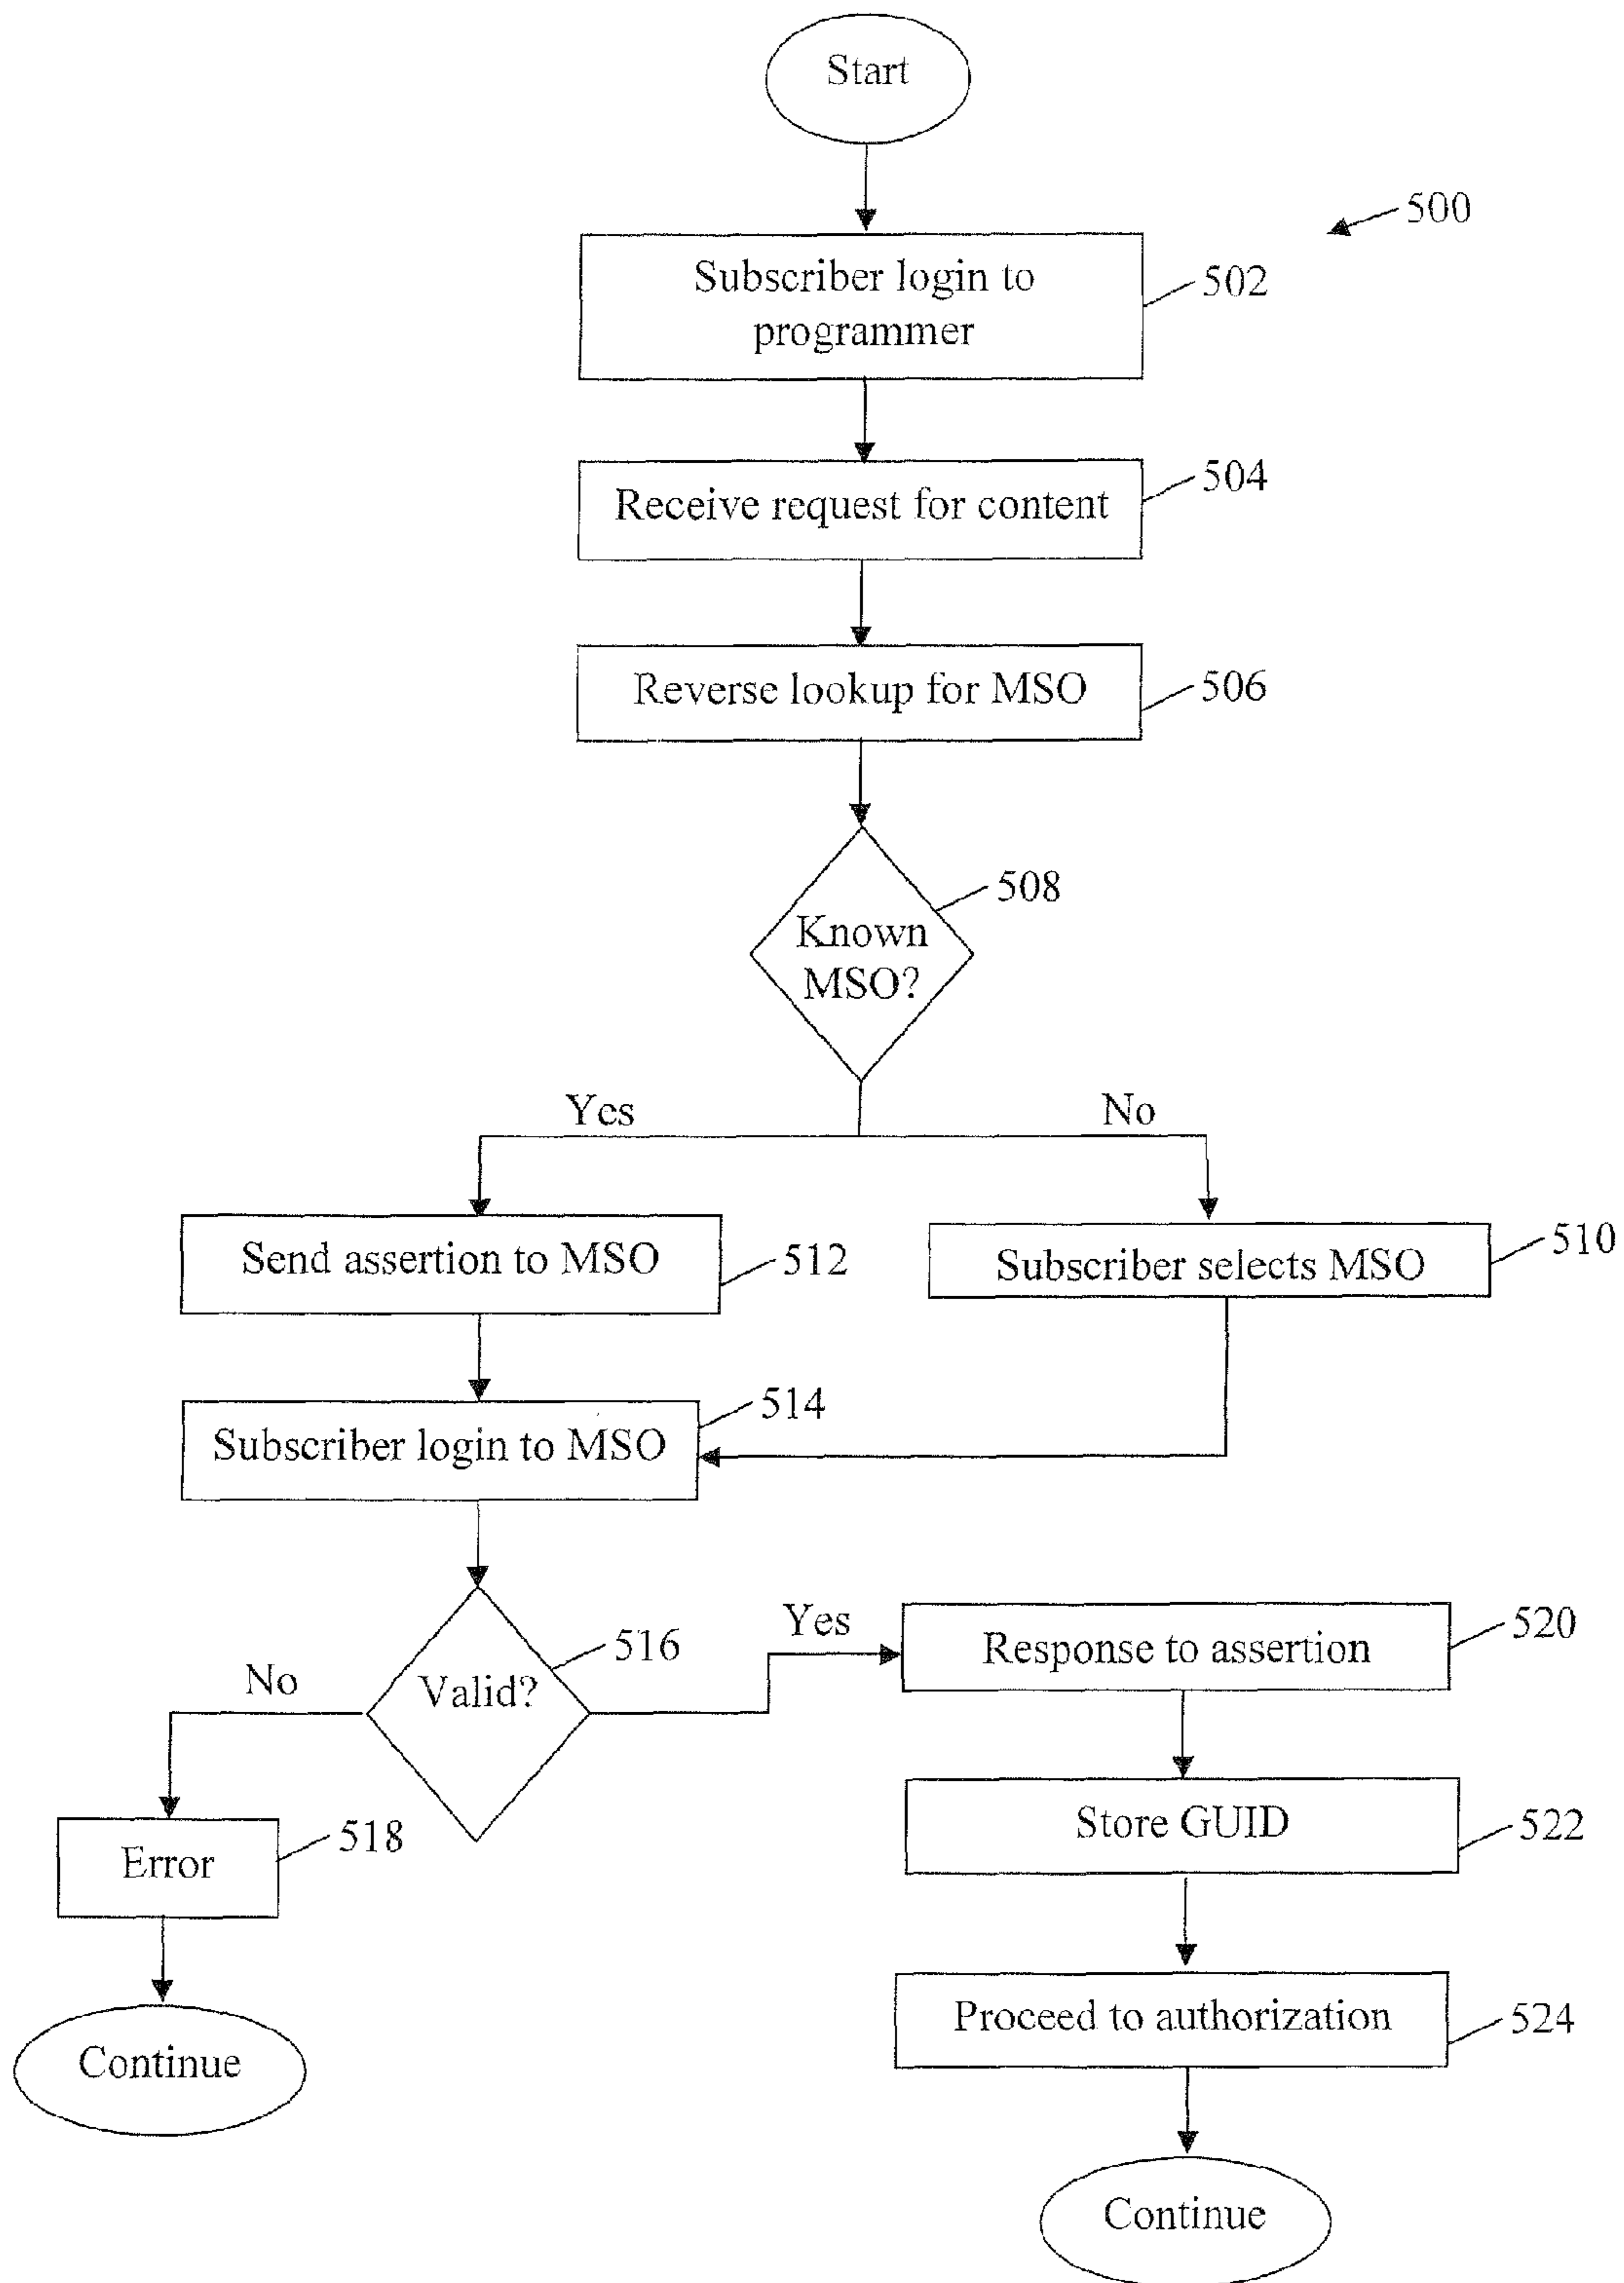 Start
500
Subscriber login to
programmer
502
Receive request for content
504
Reverse lookup for MSO
506
Known
MSO?
508
Yes
No
Send assertion to MSO
512
Subscriber selects MSO
510
Subscriber login to MSO
514
Valid?
516
No
Yes
Response to assertion
520
Error
518
Store GUID
522
Continue
Proceed to authorization
524
Continue